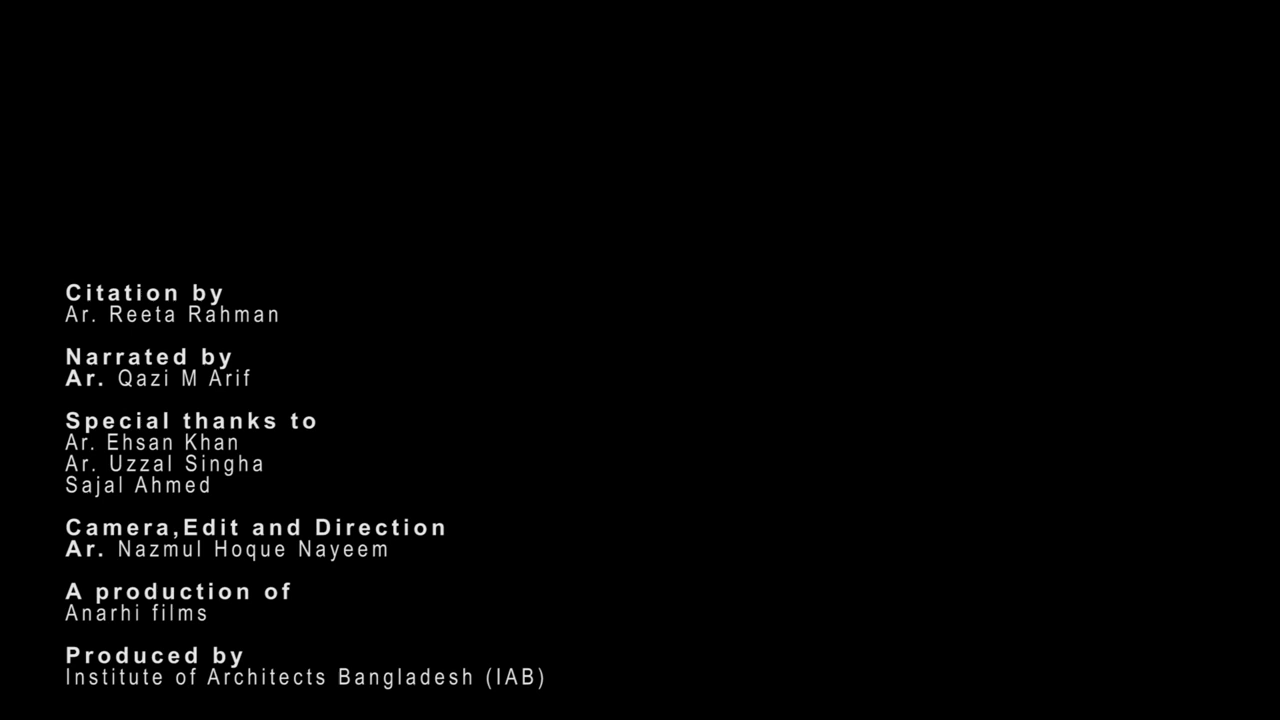 Citation by
Ar. Reeta Rahman
Narrated by
Ar. Qazi M Arif
Special thanks to
Ar. Ehsan Khan
Ar. Uzzal Singha
Sajal Ahmed
Camera,Edit and Direction
Ar. Nazmul Hoque Nayeem
A production of
Anarhi films
Produced by
Institute of Architects Bangladesh (IAB)